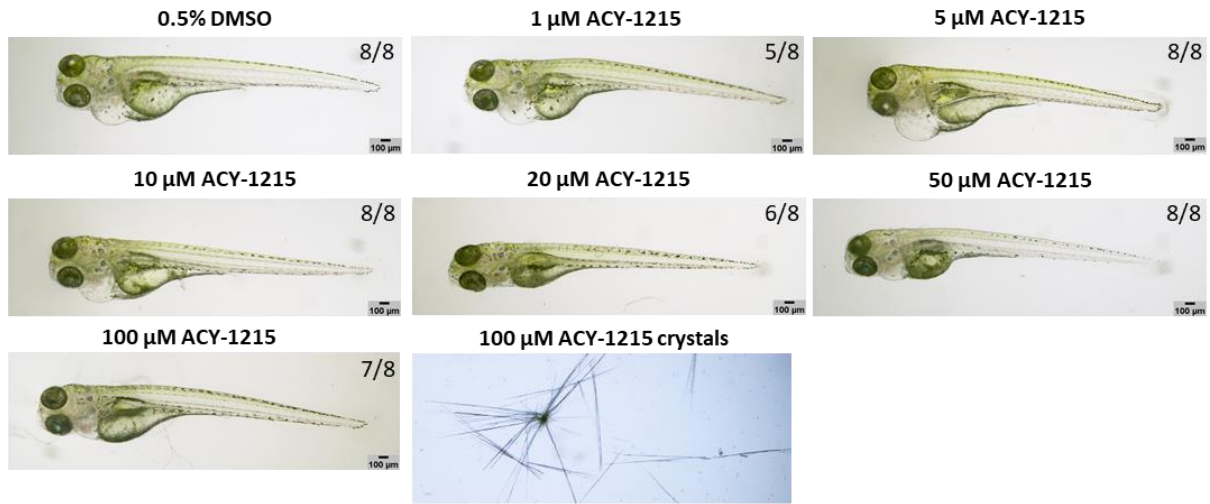 0.5% DMSO
1 µM ACY-1215
5 µM ACY-1215
8/8
5/8
8/8
100 µm
100 µm
100 µm
10 µM ACY-1215
20 µM ACY-1215
50 µM ACY-1215
8/8
6/8
8/8
100 µm
100 µm
100 µm
100 µM ACY-1215
100 µM ACY-1215 crystals
7/8
100 µm